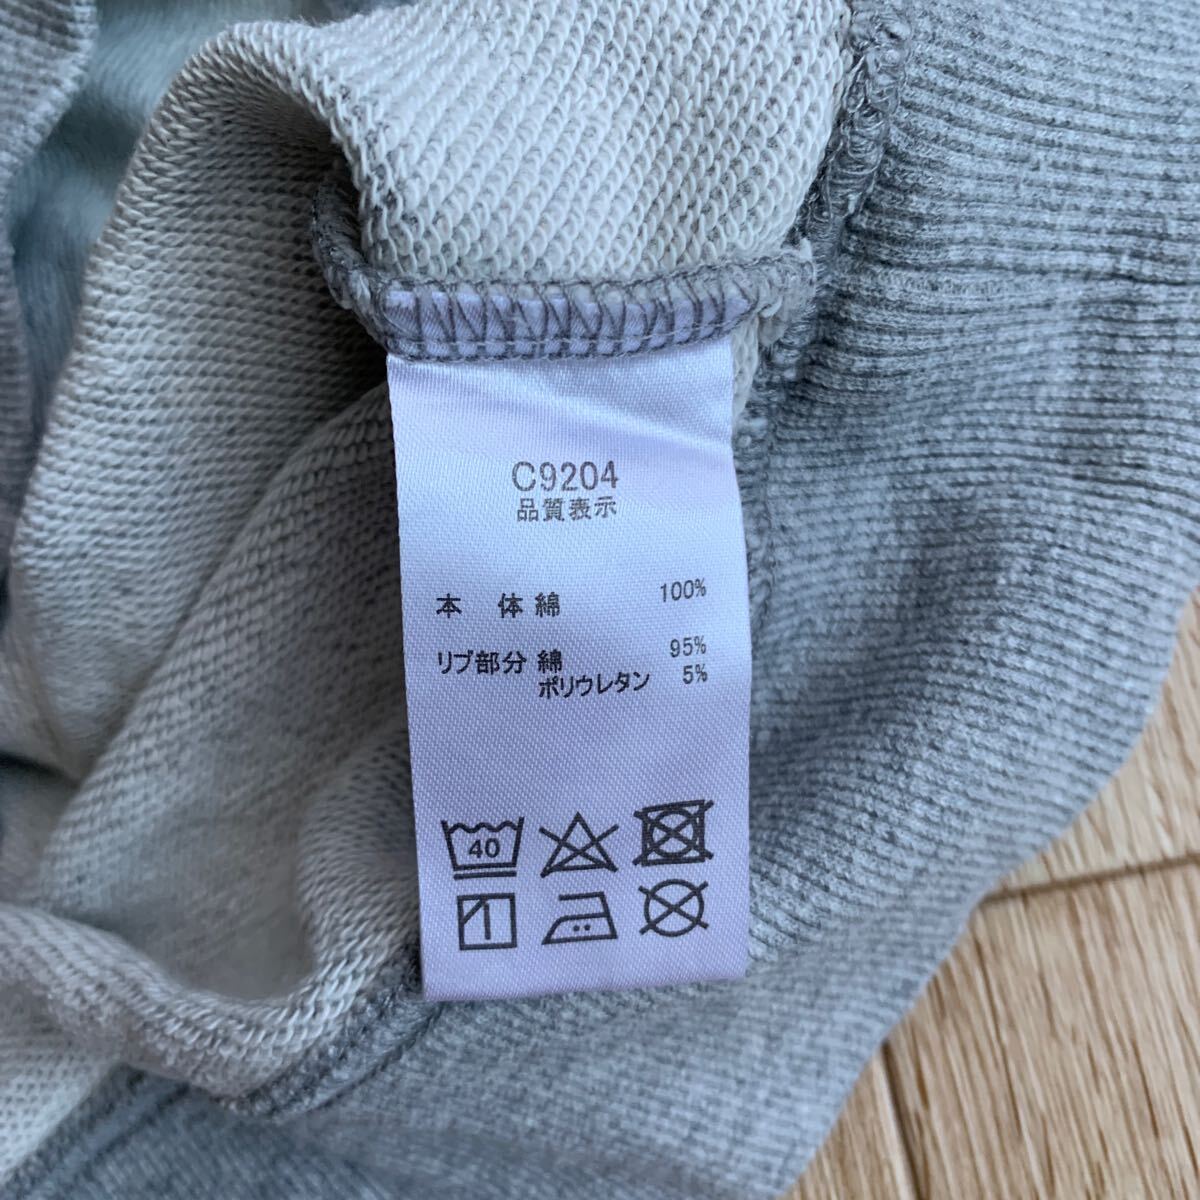 C9204
品質表示
本 体 綿 100%
リブ部分 綿 95%
ポリウレタン 5%
40